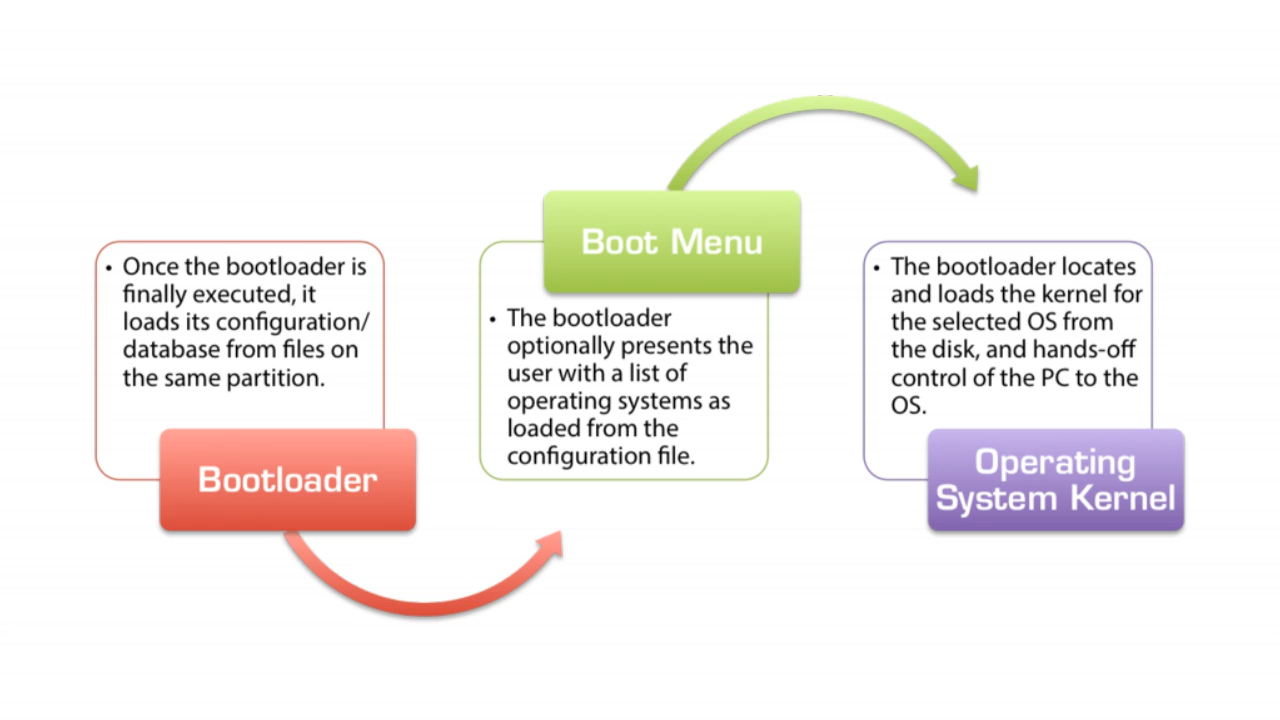 • Once the bootloader is
finally executed, it
loads its configuration/
database from files on
the same partition.
Bootloader
Boot Menu
• The bootloader
optionally presents the
user with a list of
operating systems as
loaded from the
configuration file.
• The bootloader locates
and loads the kernel for
the selected OS from
the disk, and hands-off
control of the PC to the
OS.
Operating
System Kernel